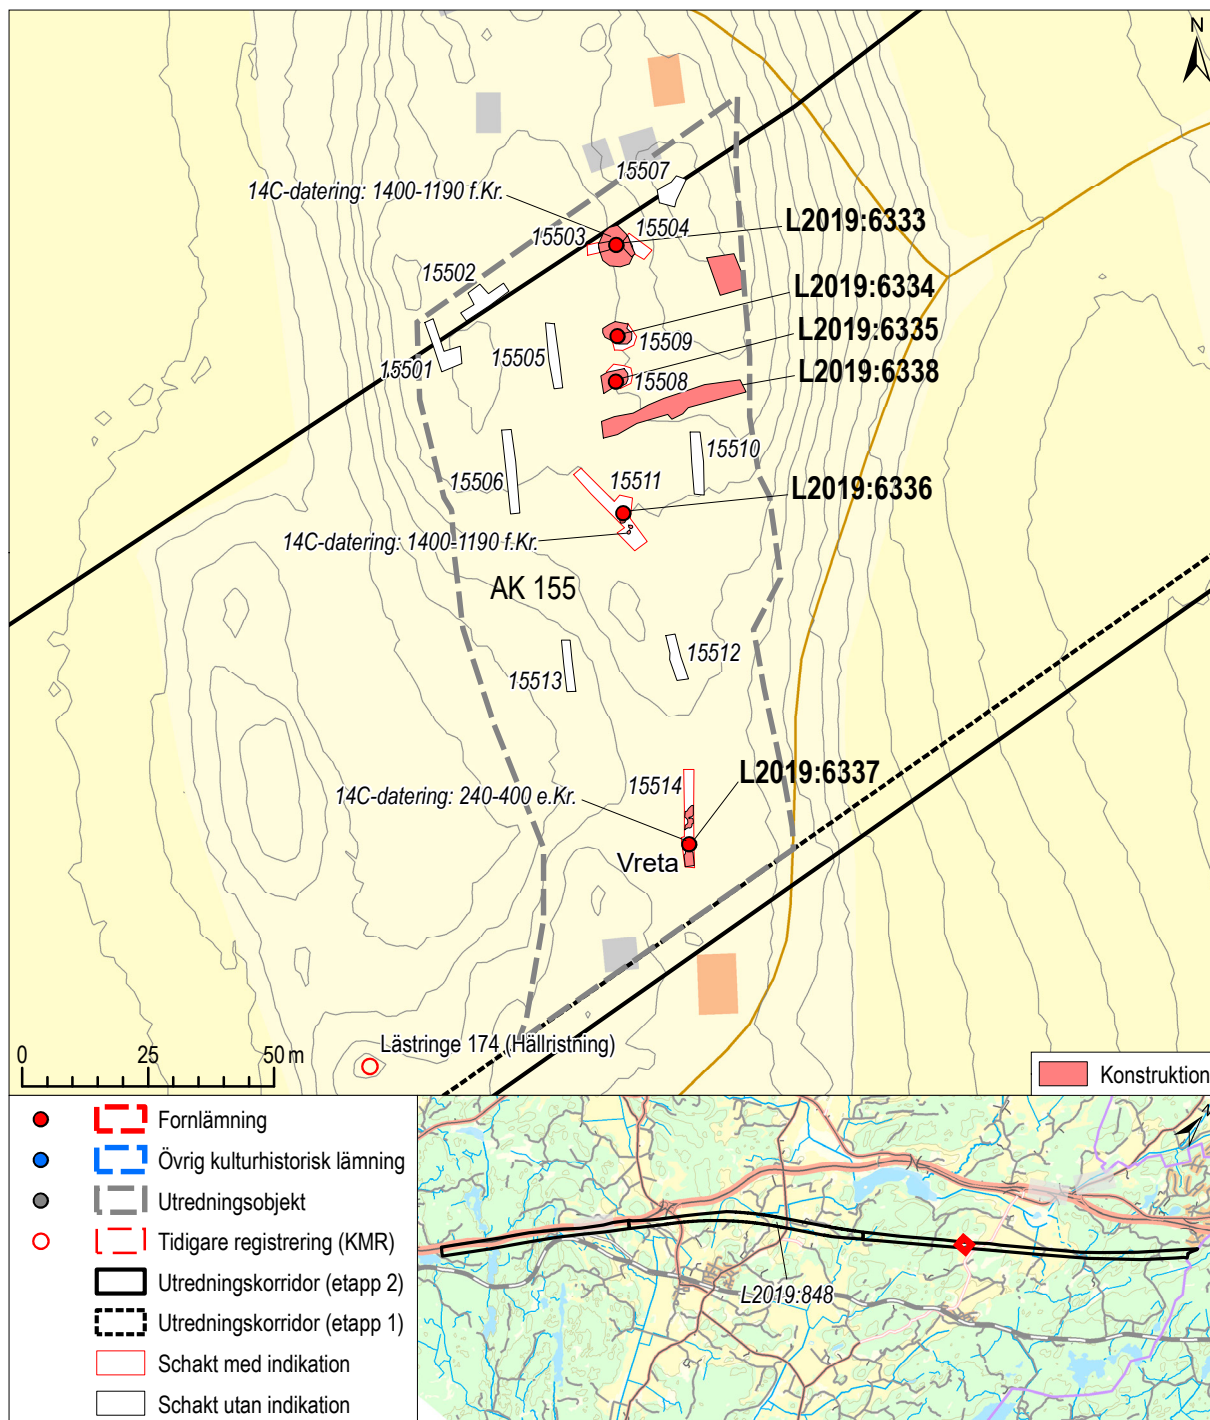 N
15507
14C-datering: 1400-1190 f.Kr.
15503
15504
L2019:6333
15502
L2019:6334
15501
15505
15509
L2019:6335
15508
L2019:6338
15506
15510
15511
L2019:6336
14C-datering: 1400-1190 f.Kr.
AK 155
15513
15512
15514
L2019:6337
14C-datering: 240-400 e.Kr.
Vreta
0 25 50 m
Lästringe 174 (Hällristning)
Konstruktion
Fornlämning
Övrig kulturhistorisk lämning
Utredningsobjekt
Tidigare registrering (KMR)
Utredningskorridor (etapp 2)
Utredningskorridor (etapp 1)
Schakt med indikation
Schakt utan indikation
L2019:848